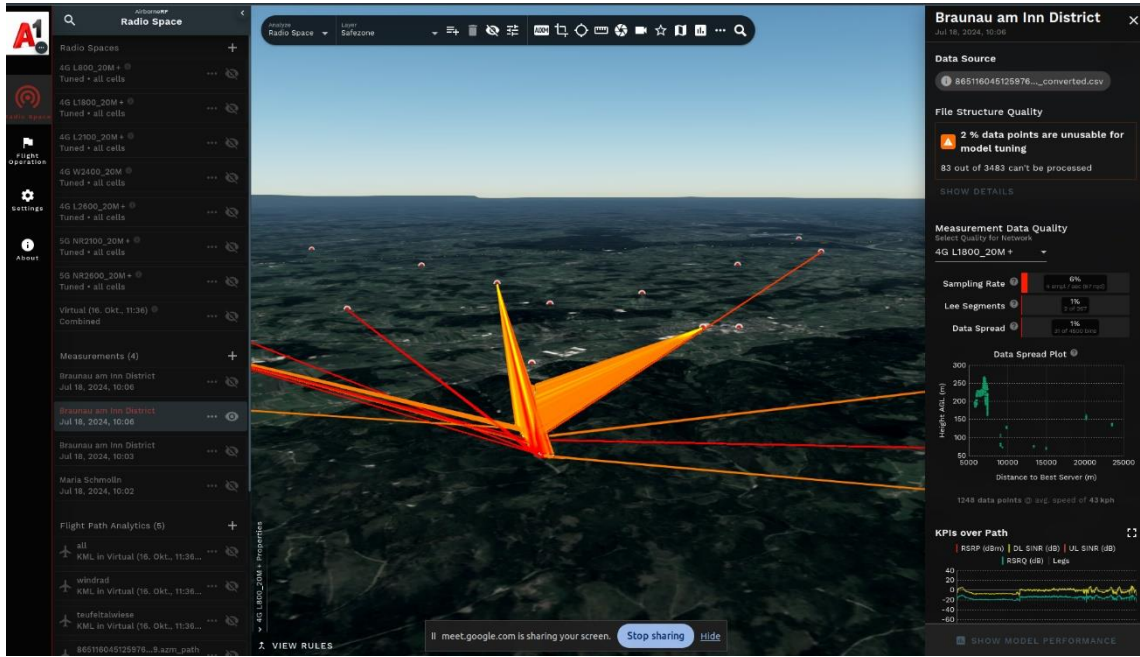 A1
Radio Space
Flight
Operation
Settings
About
AirborneRF
Radio Space
Radio Spaces
4G L800_20M+
Tuned • all cells
4G L1800_20M+
Tuned • all cells
4G L2100_20M+
Tuned • all cells
4G W2400_20M
Tuned • all cells
4G L2600_20M+
Tuned • all cells
5G NR2100_20M+
Tuned • all cells
5G NR2600_20M+
Tuned • all cells
Virtual (16. Okt., 11:36)
Combined
Measurements (4)
Braunau am Inn District
Jul 18, 2024, 10:06
Braunau am Inn District
Jul 18, 2024, 10:06
Braunau am Inn District
Jul 18, 2024, 10:03
Maria Schmolln
Jul 18, 2024, 10:02
Flight Path Analytics (5)
all
KML in Virtual (16. Okt., 11:36...
windrad
KML in Virtual (16. Okt., 11:36...
teufeltalwiese
KML in Virtual (16. Okt., 11:36...
865116045125976...9.azm_path
Analyze
Radio Space
Layer
Safezone
4G L800_20M+ Properties
VIEW RULES
meet.google.com is sharing your screen.
Stop sharing
Hide
Braunau am Inn District
Jul 18, 2024, 10:06
Data Source
865116045125976..._converted.csv
File Structure Quality
2 % data points are unusable for
model tuning
83 out of 3483 can't be processed
SHOW DETAILS
Measurement Data Quality
Select Quality for Network
4G L1800_20M+
Sampling Rate
6%
Lee Segments
1%
Data Spread
1%
31 of 4800 bins
Data Spread Plot
Height AGL (m)
300
250
200
150
100
50
5000 10000 15000 20000 25000
Distance to Best Server (m)
1246 data points @ avg. speed of 43 kph
KPIs over Path
RSRP (dBm) DL SINR (dB) UL SINR (dB)
RSRQ (dB) Legs
40
20
0
-20
-40
-60
SHOW MODEL PERFORMANCE